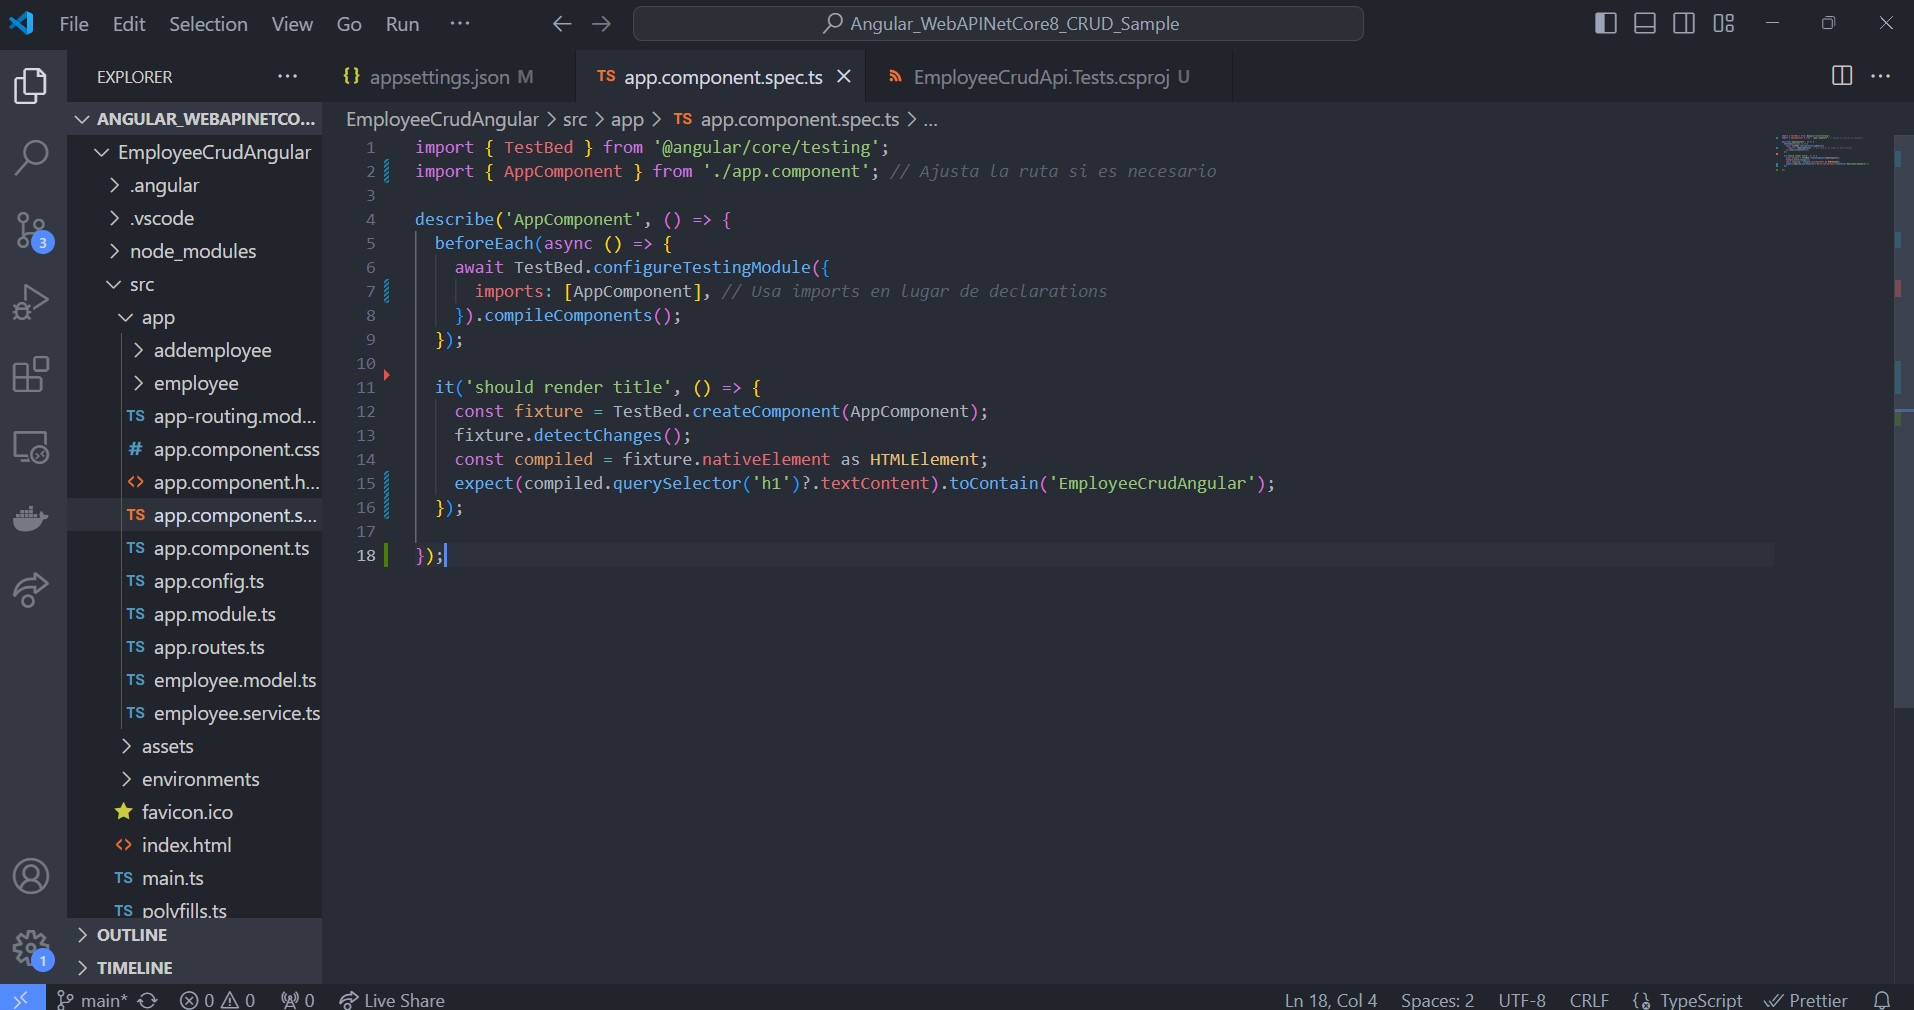 File Edit Selection View Go Run ··· Angular_WebAPINetCore8_CRUD_Sample
EXPLORER ···
{} appsettings.json M
TS app.component.spec.ts
EmployeeCrudApi.Tests.csproj U
ANGULAR_WEBAPINETCO...
EmployeeCrudAngular
.angular
.vscode
node_modules
src
app
addemployee
employee
TS app-routing.mod...
# app.component.css
<> app.component.h...
TS app.component.s...
TS app.component.ts
TS app.config.ts
TS app.module.ts
TS app.routes.ts
TS employee.model.ts
TS employee.service.ts
assets
environments
favicon.ico
<> index.html
TS main.ts
TS polyfills.ts
OUTLINE
TIMELINE
3
1
EmployeeCrudAngular > src > app > TS app.component.spec.ts > ...
1 import { TestBed } from '@angular/core/testing';
2 import { AppComponent } from './app.component'; // Ajusta la ruta si es necesario
3
4 describe('AppComponent', () => {
5 beforeEach(async () => {
6 await TestBed.configureTestingModule({
7 imports: [AppComponent], // Usa imports en lugar de declarations
8 }).compileComponents();
9 });
10
11 it('should render title', () => {
12 const fixture = TestBed.createComponent(AppComponent);
13 fixture.detectChanges();
14 const compiled = fixture.nativeElement as HTMLElement;
15 expect(compiled.querySelector('h1')?.textContent).toContain('EmployeeCrudAngular');
16 });
17
18 });
main* 0 0 0 Live Share
Ln 18, Col 4 Spaces: 2 UTF-8 CRLF {} TypeScript Prettier